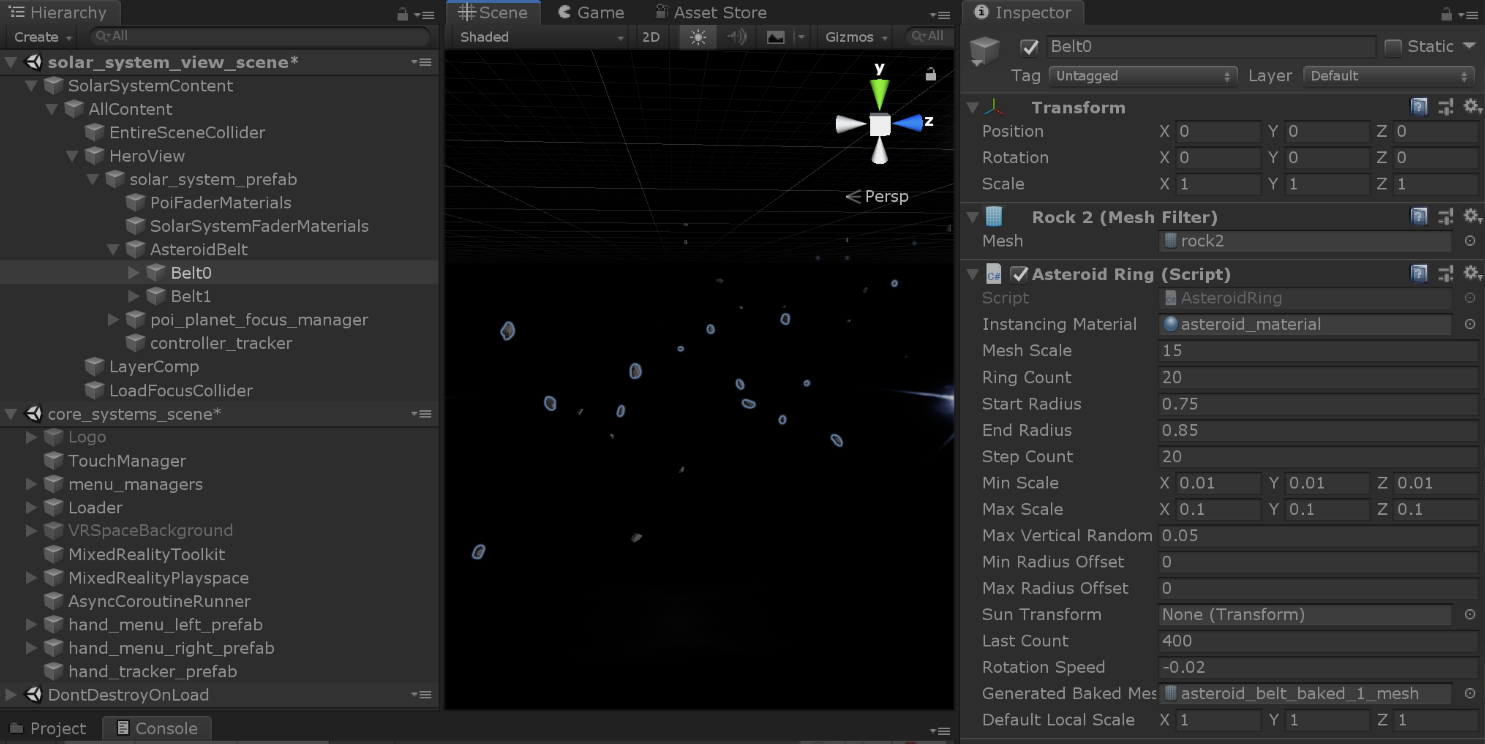 Hierarchy
Create
All
solar_system_view_scene*
SolarSystemContent
AllContent
EntireSceneCollider
HeroView
solar_system_prefab
PoiFaderMaterials
SolarSystemFaderMaterials
AsteroidBelt
Belt0
Belt1
poi_planet_focus_manager
controller_tracker
LayerComp
LoadFocusCollider
core_systems_scene*
Logo
TouchManager
menu_managers
Loader
VRSpaceBackground
MixedRealityToolkit
MixedRealityPlayspace
AsyncCoroutineRunner
hand_menu_left_prefab
hand_menu_right_prefab
hand_tracker_prefab
DontDestroyOnLoad
Project Console
Scene Game Asset Store
Shaded 2D Gizmos All
y
z
Persp
Inspector
Belt0 Static
Tag Untagged Layer Default
Transform
Position X 0 Y 0 Z 0
Rotation X 0 Y 0 Z 0
Scale X 1 Y 1 Z 1
Rock 2 (Mesh Filter)
Mesh rock2
C# Asteroid Ring (Script)
Script AsteroidRing
Instancing Material asteroid_material
Mesh Scale 15
Ring Count 20
Start Radius 0.75
End Radius 0.85
Step Count 20
Min Scale X 0.01 Y 0.01 Z 0.01
Max Scale X 0.1 Y 0.1 Z 0.1
Max Vertical Random 0.05
Min Radius Offset 0
Max Radius Offset 0
Sun Transform None (Transform)
Last Count 400
Rotation Speed -0.02
Generated Baked Mes asteroid_belt_baked_1_mesh
Default Local Scale X 1 Y 1 Z 1